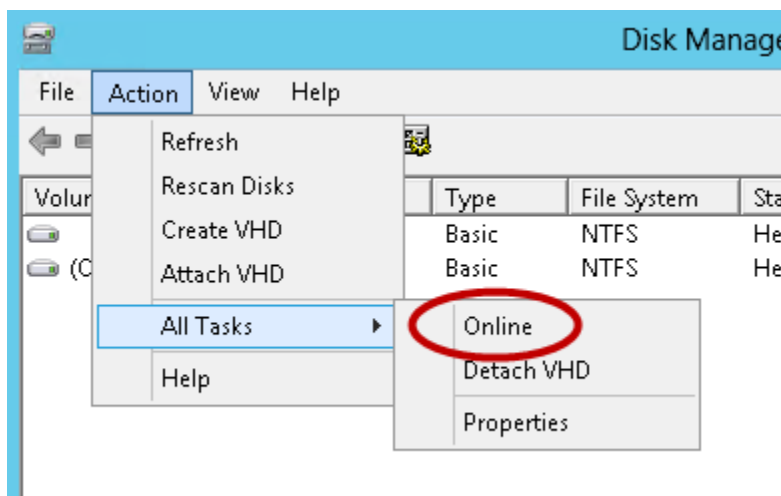 Disk Manage
File Action View Help
Refresh
Rescan Disks
Volur Type File System Sta
Create VHD Basic NTFS He
(C Attach VHD Basic NTFS He
All Tasks Online
Detach VHD
Help
Properties